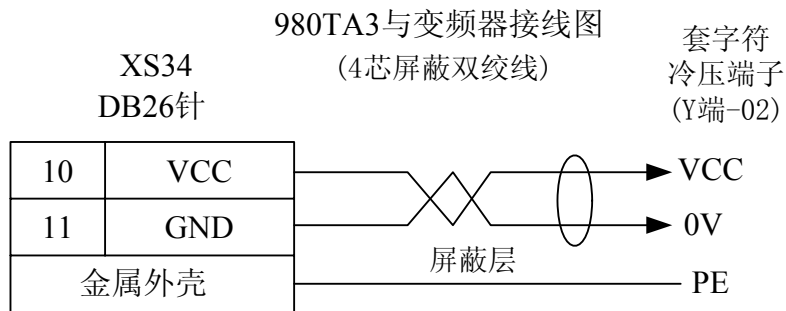 980TA3与变频器接线图
(4芯屏蔽双绞线)
XS34
DB26针
套字符
冷压端子
(Y端-02)
10 VCC
VCC
11 GND
0V
屏蔽层
金属外壳
PE